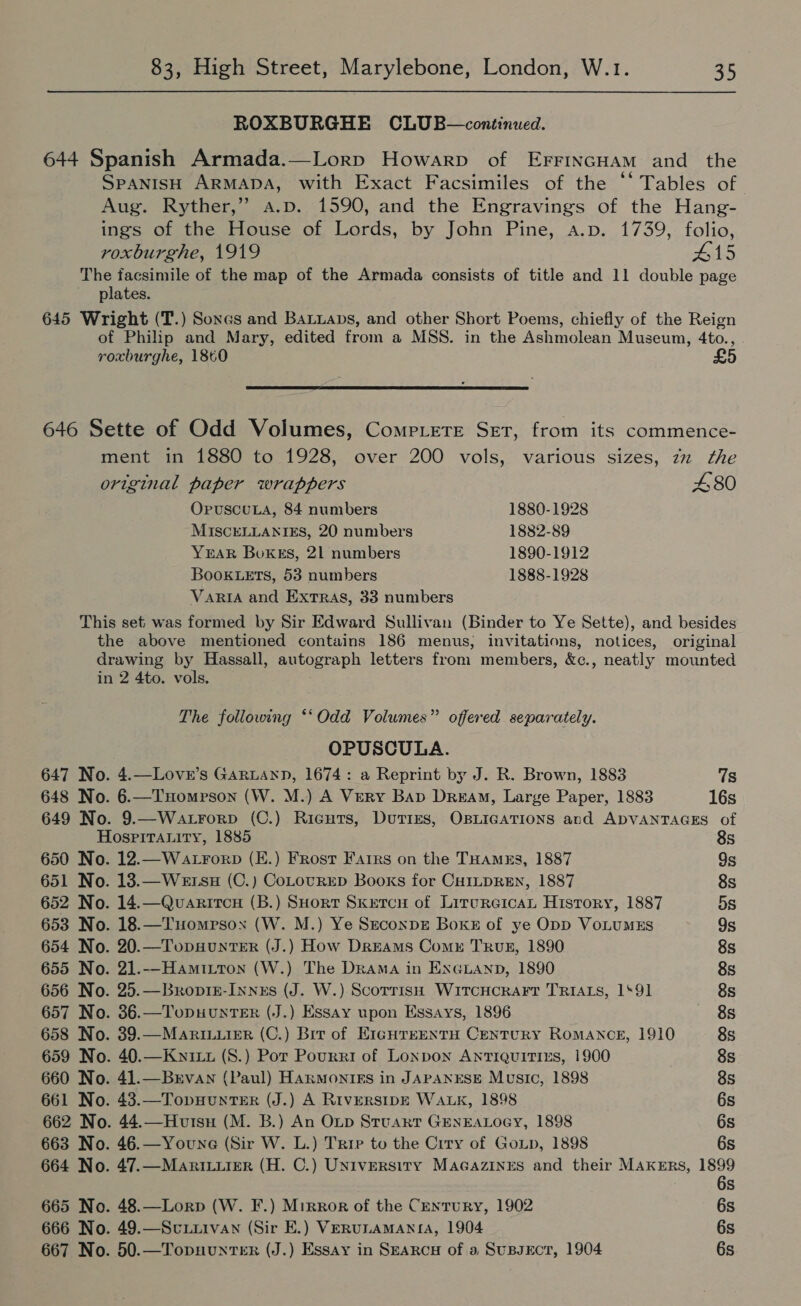 83, High Street, Marylebone, London, W.1. 35
ROXBURGHE CLUB—continued.
644 Spanish Armada.—Lord Howard of Effingham and the
Spanish Armada, with Exact Facsimiles of the “Tables of
Aug. Ryther,” A.D. 1590, and the Engravings of the Hang-
ings of the House of Lords, by John Pine, A.D. 1739, folio,
roxburghe, 1919 £15
The facsimile of the map of the Armada consists of title and 11 double page
plates.
645 Wright (T.) Songs and Ballads, and other Short Poems, chiefly of the Reign
of Philip and Mary, edited from a MSS. in the Ashmolean Museum, 4to.,
roxburghe, 1860 £5
646 Sette of Odd Volumes, Complete Set, from its commence-
ment in 1880 to 1928, over 200 vols, various sizes, in the
original paper wrappers £80
Opuscula, 84 numbers 1880-1928
Miscellanies, 20 numbers 1882-89
Year Bokes, 21 numbers 1890-1912
Booklets, 53 numbers 1888-1928
Varia and Extras, 33 numbers
This set was formed by Sir Edward Sullivan (Binder to Ye Sette), and besides
the above mentioned contains 186 menus, invitations, notices, original
drawing by Hassall, autograph letters from members, &c., neatly mounted
in 2 4to. vols.
The following “Odd Volumes” offered separately.
OPUSCULA.
647 No. 4.—Love’s Garland, 1674: a Reprint by J. R. Brown, 1883 7s
648 No. 6.—Thompson (W. M.) A Very Bad Dream, Large Paper, 1883 16s
649 No. 9.—Walford (C.) Rights, Duties, Obligations and Advantages of
Hospitality, 1885 8s
650 No. 12.—Walford (E.) Frost Fairs on the Thames, 1887 9s
651 No. 13.—Welsh (C.) Coloured Books for Children, 1887 8s
652 No. 14.—Quaritch (B.) Short Sketch of Liturgical History, 1887 5s
653 No. 18.—Thompson (W. M.) Ye Seconde Boke of ye Odd Volumes 9s
654 No. 20.—Todhunter (J.) How Dreams Come True, 1890 8s
655 No. 21.—Hamilton (W.) The Drama in England, 1890 8s
656 No. 25.—Brodie-Innes (J. W.) Scottish Witchcraft Trials, 1891 8s
657 No. 36.—Todhunter (J.) Essay upon Essays, 1896 8s
658 No. 39.—Marillier (C.) Bit of Eighteenth Century Romance, 1910 8s
659 No. 40.—Knill (S.) Pot Pourri of London Antiquities, 1900 8s
660 No. 41.—Bevan (Paul) Harmonies in Japanese Music, 1898 8s
661 No. 43.—Todhunter (J.) A Riverside Walk, 1898 6s
662 No. 44.—Huish (M. B.) An Old Stuart Genealogy, 1898 6s
663 No. 46.—Young (Sir W. L.) Trip to the City of Gold, 1898 6s
664 No. 47.—Marillier (H. C.) University Magazines and their Makers, 1899
6s
665 No. 48.—Lord (W. F.) Mirror of the Century, 1902 6s
666 No. 49.—Sullivan (Sir E.) Verulamania, 1904 6s
667 No. 50.—Todhunter (J.) Essay in Search of a Subject, 1904 6s